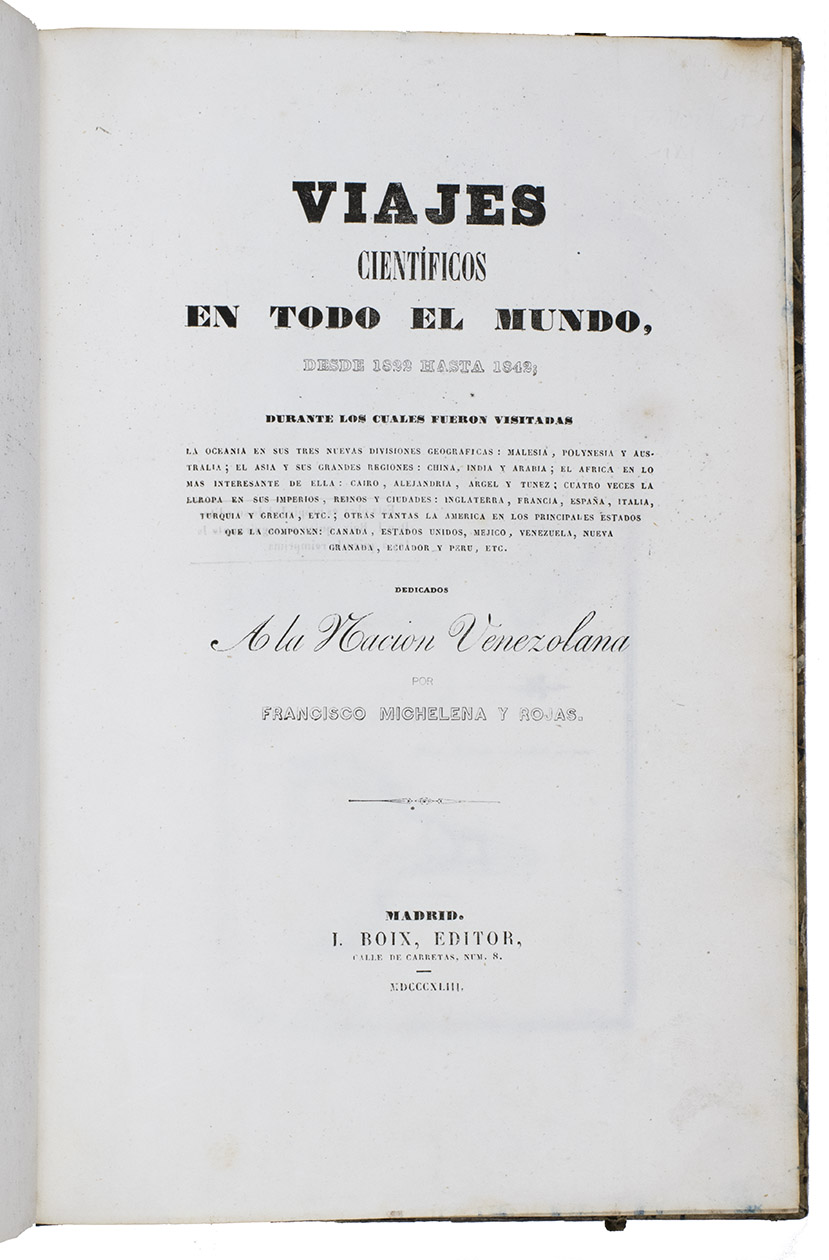 VIAJES
CIENTÍFICOS
EN TODO EL MUNDO,
DESDE 1822 HASTA 1842;
DURANTE LOS CUALES FUERON VISITADAS
LA OCEANIA EN SUS TRES NUEVAS DIVISIONES GEOGRAFICAS: MALESIA, POLYNESIA Y AUS-
TRALIA; EL ASIA Y SUS GRANDES REGIONES: CHINA, INDIA Y ARABIA; EL AFRICA EN LO
MAS INTERESANTE DE ELLA: CAIRO, ALEJANDRIA, ARGEL Y TUNEZ; CUATRO VECES LA
EUROPA EN SUS IMPERIOS, REINOS Y CIUDADES: INGLATERRA, FRANCIA, ESPAÑA, ITALIA,
TURQUIA Y GRECIA, ETC.; OTRAS TANTAS LA AMERICA EN LOS PRINCIPALES ESTADOS
QUE LA COMPONEN: CANADA, ESTADOS UNIDOS, MEJICO, VENEZUELA, NUEVA
GRANADA, ECUADOR Y PERU, ETC.
DEDICADOS
A la Nacion Venezolana
POR
FRANCISCO MICHELENA Y ROJAS.
MADRID.
I. BOIX, EDITOR,
CALLE DE CARRETAS, NUM. 8.
MDCCCXLIII.